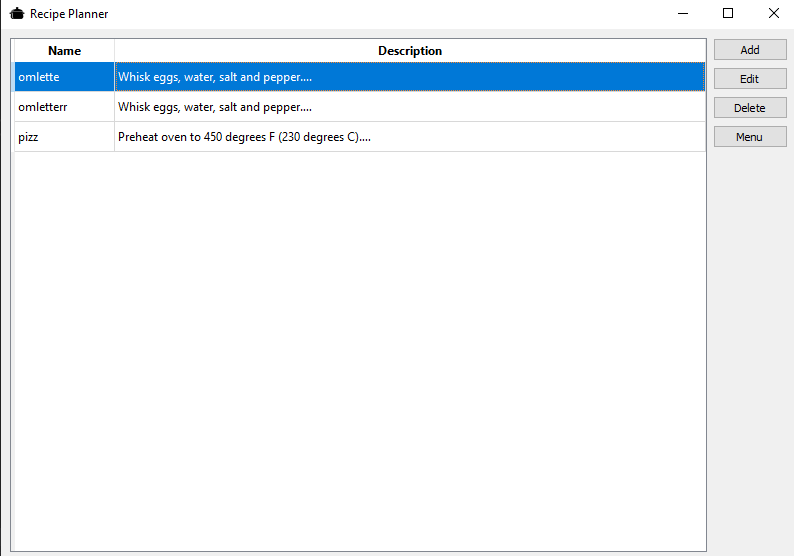 Recipe Planner
Name Description
omlette Whisk eggs, water, salt and pepper....
omletterr Whisk eggs, water, salt and pepper....
pizz Preheat oven to 450 degrees F (230 degrees C)....
Add
Edit
Delete
Menu